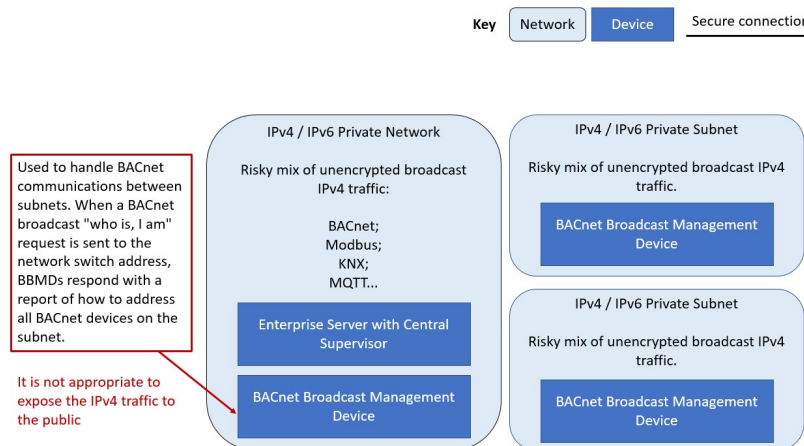 Key
Network
Device
Secure connection
IPv4 / IPv6 Private Network
Risky mix of unencrypted broadcast
IPv4 traffic:
BACnet;
Modbus;
KNX;
MQTT...
Enterprise Server with Central
Supervisor
BACnet Broadcast Management
Device
Used to handle BACnet
communications between
subnets. When a BACnet
broadcast "who is, I am"
request is sent to the
network switch address,
BBMDs respond with a
report of how to address
all BACnet devices on the
subnet.
It is not appropriate to
expose the IPv4 traffic to
the public
IPv4 / IPv6 Private Subnet
Risky mix of unencrypted broadcast IPv4
traffic.
BACnet Broadcast Management
Device
IPv4 / IPv6 Private Subnet
Risky mix of unencrypted broadcast IPv4
traffic.
BACnet Broadcast Management
Device